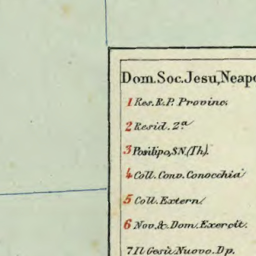 Dom. Soc. Jesu, Neapo
1 Res. R. P. Provinc.
2 Resid. 2.a
3 Posilipo, S.N. (Th).
4 Coll. Conv. Conocchia
5 Coll. Extern.
6 Nov. & Dom. Exercit.
7 Il Gesù Nuovo. Dp.